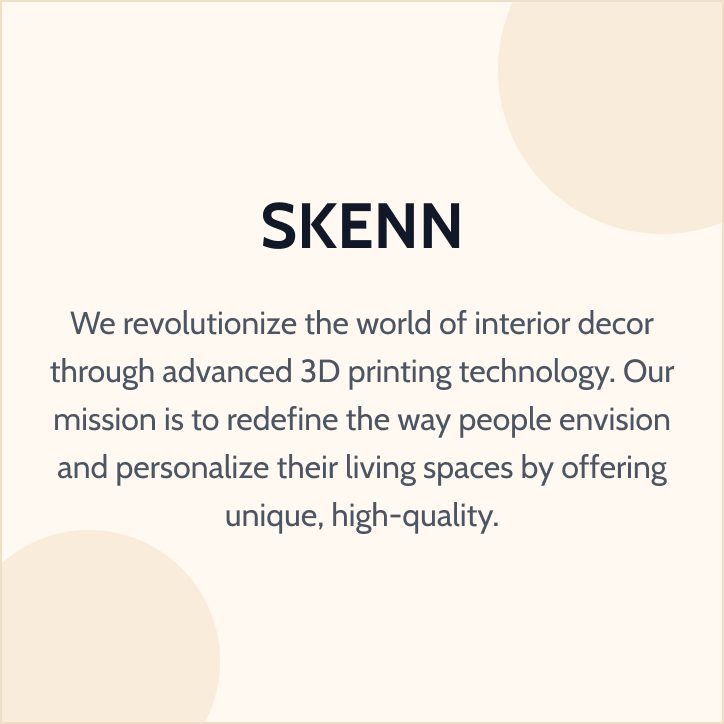 SKENN
We revolutionize the world of interior decor
through advanced 3D printing technology. Our
mission is to redefine the way people envision
and personalize their living spaces by offering
unique, high-quality.